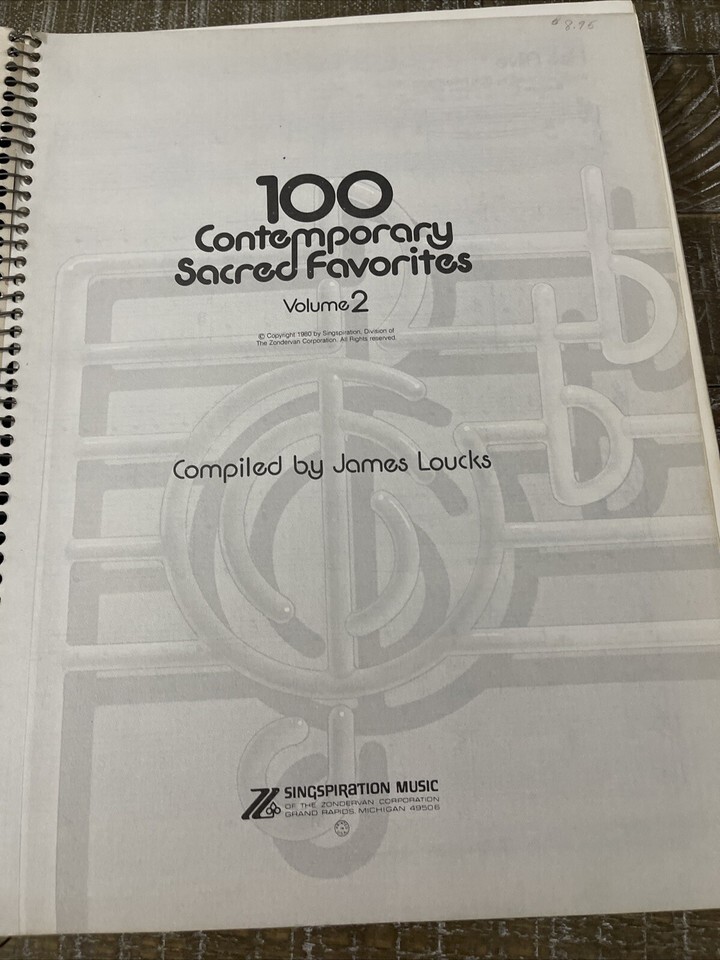 $8.95
100
Contemporary
Sacred Favorites
Volume 2
© Copyright 1980 by Singspiration, Division of
The Zondervan Corporation. All Rights reserved.
Compiled by James Loucks
SINGSPIRATION MUSIC
OF THE ZONDERVAN CORPORATION
GRAND RAPIDS, MICHIGAN 49506